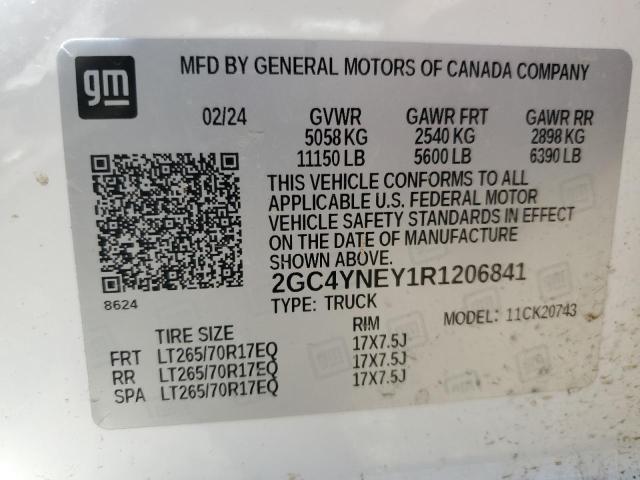 gm
MFD BY GENERAL MOTORS OF CANADA COMPANY
02/24 GVWR GAWR FRT GAWR RR
5058 KG 2540 KG 2898 KG
11150 LB 5600 LB 6390 LB
THIS VEHICLE CONFORMS TO ALL
APPLICABLE U.S. FEDERAL MOTOR
VEHICLE SAFETY STANDARDS IN EFFECT
ON THE DATE OF MANUFACTURE
SHOWN ABOVE.
2GC4YNEY1R1206841
8624
TYPE: TRUCK MODEL: 11CK20743
TIRE SIZE RIM
FRT LT265/70R17EQ 17X7.5J
RR LT265/70R17EQ 17X7.5J
SPA LT265/70R17EQ 17X7.5J